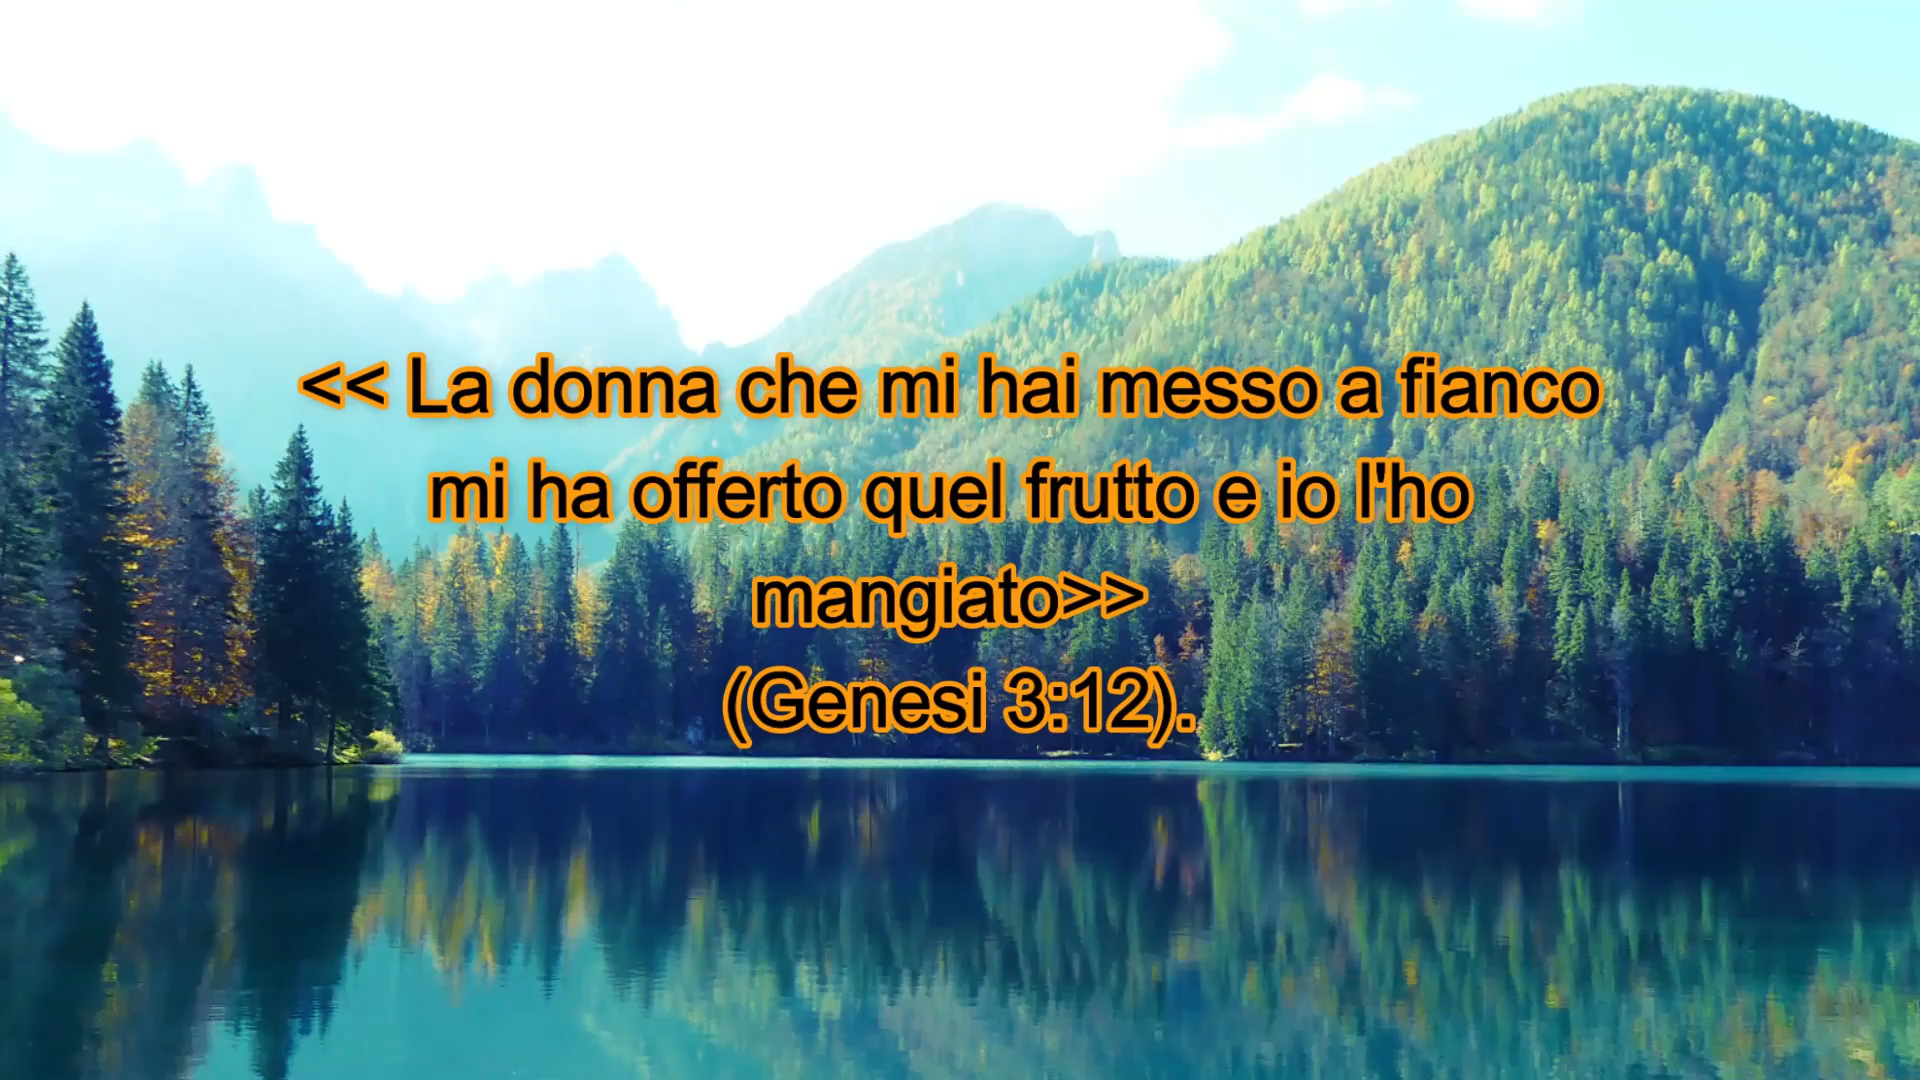 << La donna che mi hai messo a fianco
mi ha offerto quel frutto e io l'ho
mangiato>>
(Genesi 3:12).